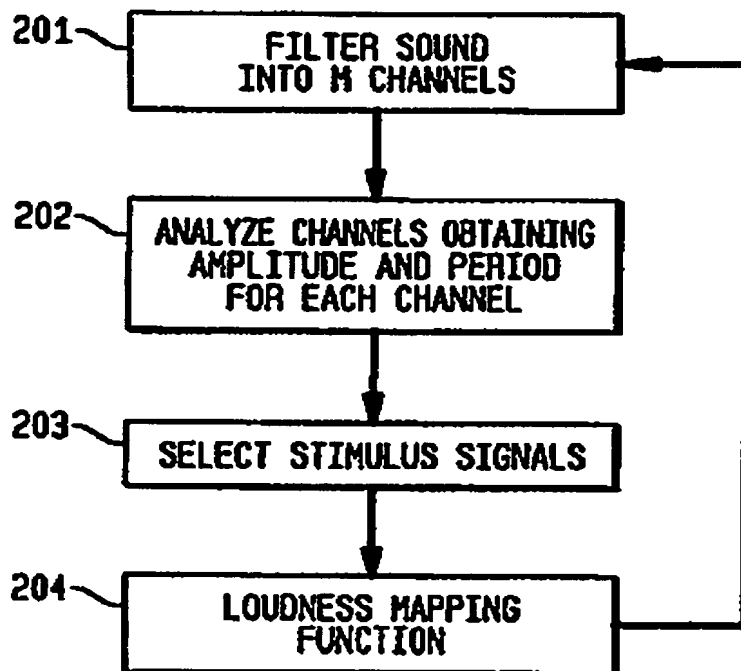 201
FILTER SOUND
INTO M CHANNELS
202
ANALYZE CHANNELS OBTAINING
AMPLITUDE AND PERIOD
FOR EACH CHANNEL
203
SELECT STIMULUS SIGNALS
204
LOUDNESS MAPPING
FUNCTION